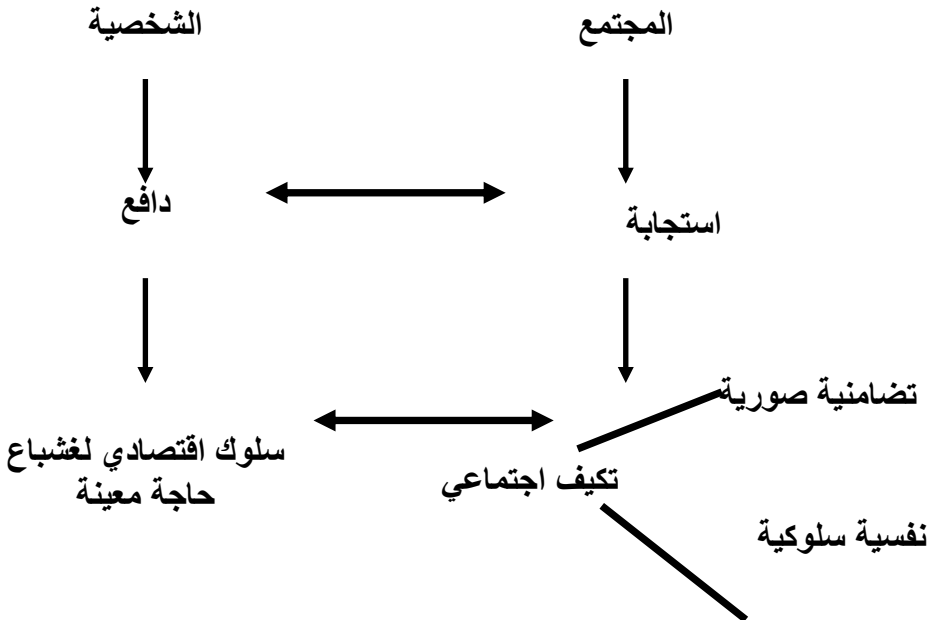 المجتمع
الشخصية
دافع
استجابة
تضامنية صورية
سلوك اقتصادي لغشباع
حاجة معينة
تكيف اجتماعي
نفسية سلوكية